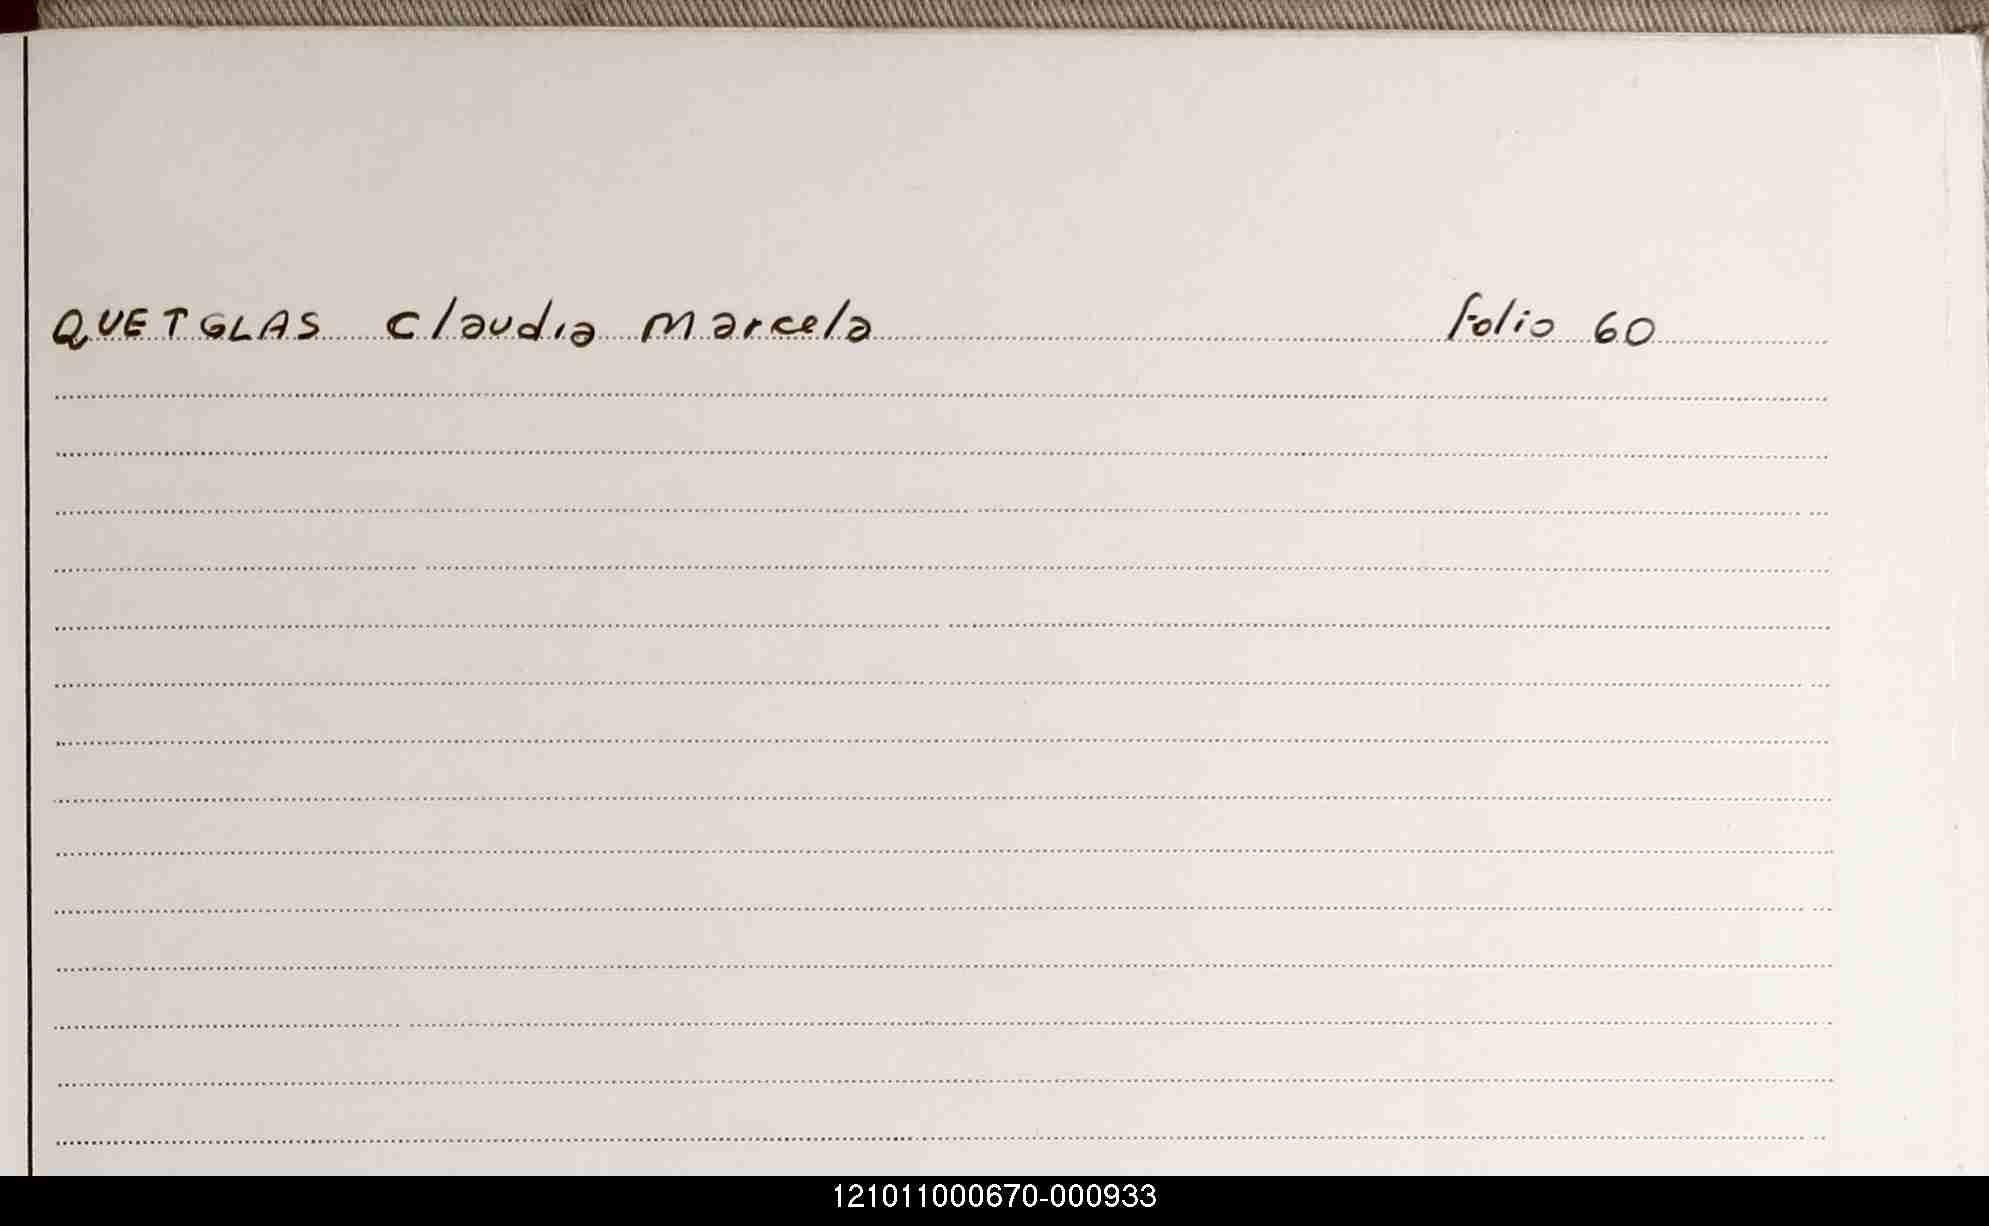 QUETGLAS Claudia Marcela folio 60
121011000670-000933